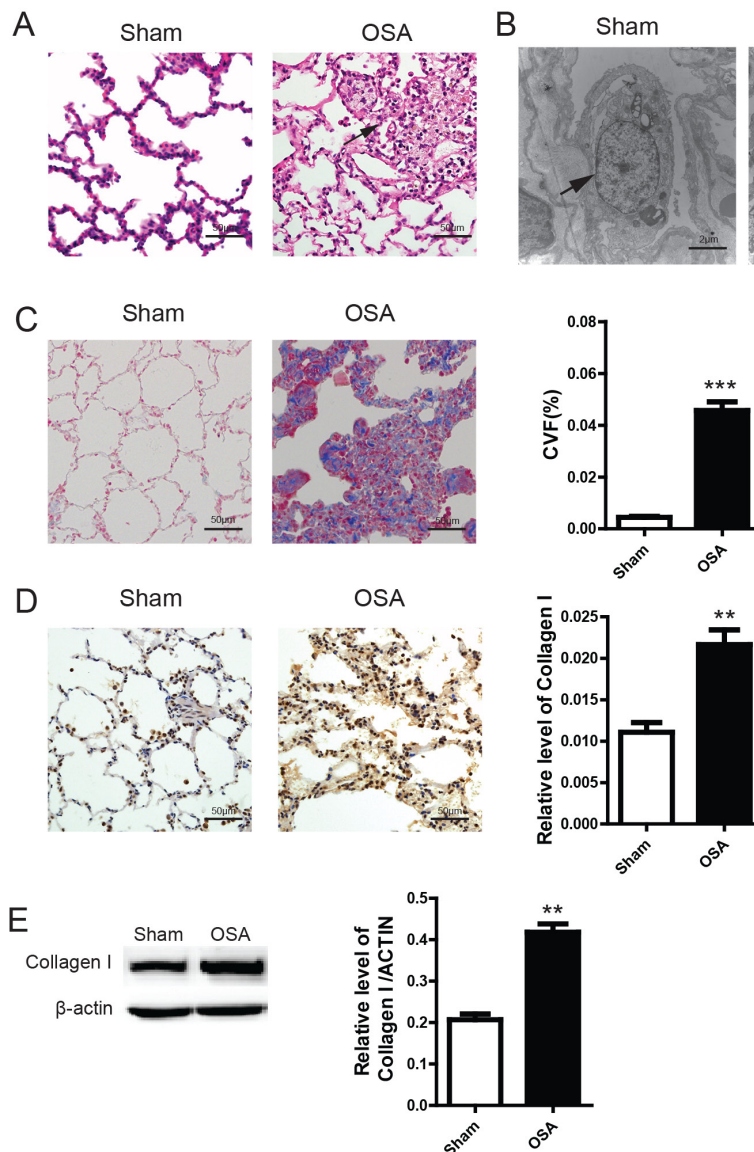 A
Sham
OSA
50μm
50μm
B
Sham
2μm
C
Sham
OSA
50μm
50μm
CVF(%)
0.08
0.06
0.04
0.02
0.00
***
Sham
OSA
D
Sham
OSA
50μm
50μm
Relative level of Collagen I
0.025
0.020
0.015
0.010
0.005
0.000
**
Sham
OSA
E
Sham
OSA
Collagen I
β-actin
Relative level of
Collagen I /ACTIN
0.5
0.4
0.3
0.2
0.1
0.0
**
Sham
OSA